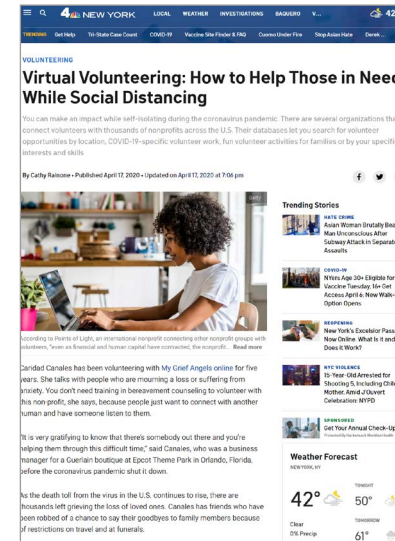 4 NEW YORK
LOCAL WEATHER INVESTIGATIONS BAQUERO V...
42
TRENDING Get Help Tri-State Case Count COVID-19 Vaccine Site Finder & FAQ Cuomo Under Fire Stop Asian Hate Derek ...
VOLUNTEERING
Virtual Volunteering: How to Help Those in Need
While Social Distancing
You can make an impact while self-isolating during the coronavirus pandemic. There are several organizations tha
connect volunteers with thousands of nonprofits across the U.S. Their databases let you search for volunteer
opportunities by location, COVID-19-specific volunteer work, fun volunteer activities for families or by your specifi
interests and skills
By Cathy Rainone • Published April 17, 2020 • Updated on April 17, 2020 at 7:06 pm
Getty
According to Points of Light, an international nonprofit connecting other nonprofit groups with
volunteers, "even as financial and human capital have contracted, the nonprofit... Read more
Caridad Canales has been volunteering with My Grief Angels online for five
years. She talks with people who are mourning a loss or suffering from
anxiety. You don't need training in bereavement counseling to volunteer with
this non-profit, she says, because people just want to connect with another
human and have someone listen to them.
"It is very gratifying to know that there's somebody out there and you're
helping them through this difficult time," said Canales, who was a business
manager for a Guerlain boutique at Epcot Theme Park in Orlando, Florida,
before the coronavirus pandemic shut it down.
As the death toll from the virus in the U.S. continues to rise, there are
thousands left grieving the loss of loved ones. Canales has friends who have
been robbed of a chance to say their goodbyes to family members because
of restrictions on travel and at funerals.
Trending Stories
HATE CRIME
Asian Woman Brutally Bea
Man Unconscious After
Subway Attack in Separat
Assaults
COVID-19
NYers Age 30+ Eligible for
Vaccine Tuesday, 16+ Get
Access April 6; New Walk-
Option Opens
REOPENING
New York's Excelsior Pass
Now Online. What Is it and
Does it Work?
NYC VIOLENCE
15-Year-Old Arrested for
Shooting 5, Including Chil
Mother, Amid J'Ouvert
Celebration: NYPD
SPONSORED
Get Your Annual Check-Up
Weather Forecast
NEW YORK, NY
42°
Clear
0% Precip
TONIGHT
50°
TOMORROW
61°